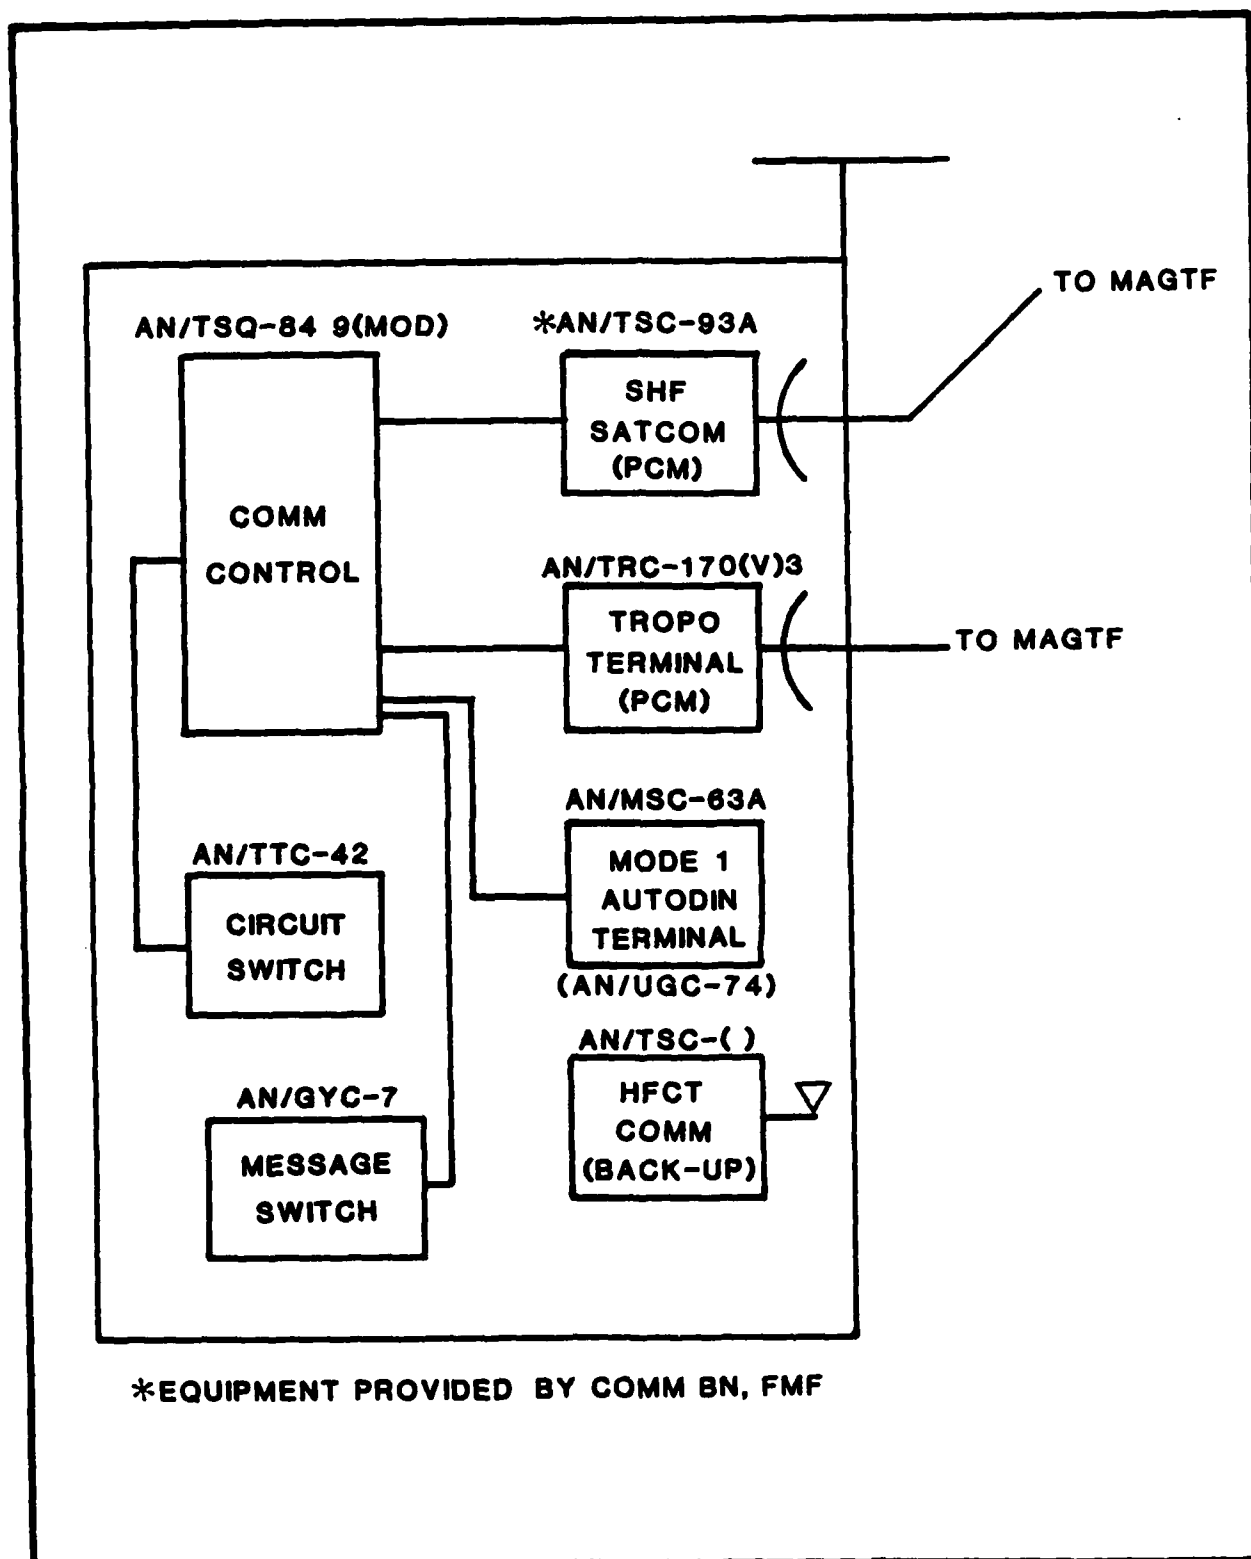 TO MAGTF
AN/TSQ-84 9(MOD)
*AN/TSC-93A
SHF
SATCOM
(PCM)
COMM
CONTROL
AN/TRC-170(V)3
TROPO
TERMINAL
(PCM)
TO MAGTF
AN/MSC-63A
MODE 1
AUTODIN
TERMINAL
(AN/UGC-74)
AN/TTC-42
CIRCUIT
SWITCH
AN/TSC-( )
HFCT
COMM
(BACK-UP)
AN/GYC-7
MESSAGE
SWITCH
*EQUIPMENT PROVIDED BY COMM BN, FMF